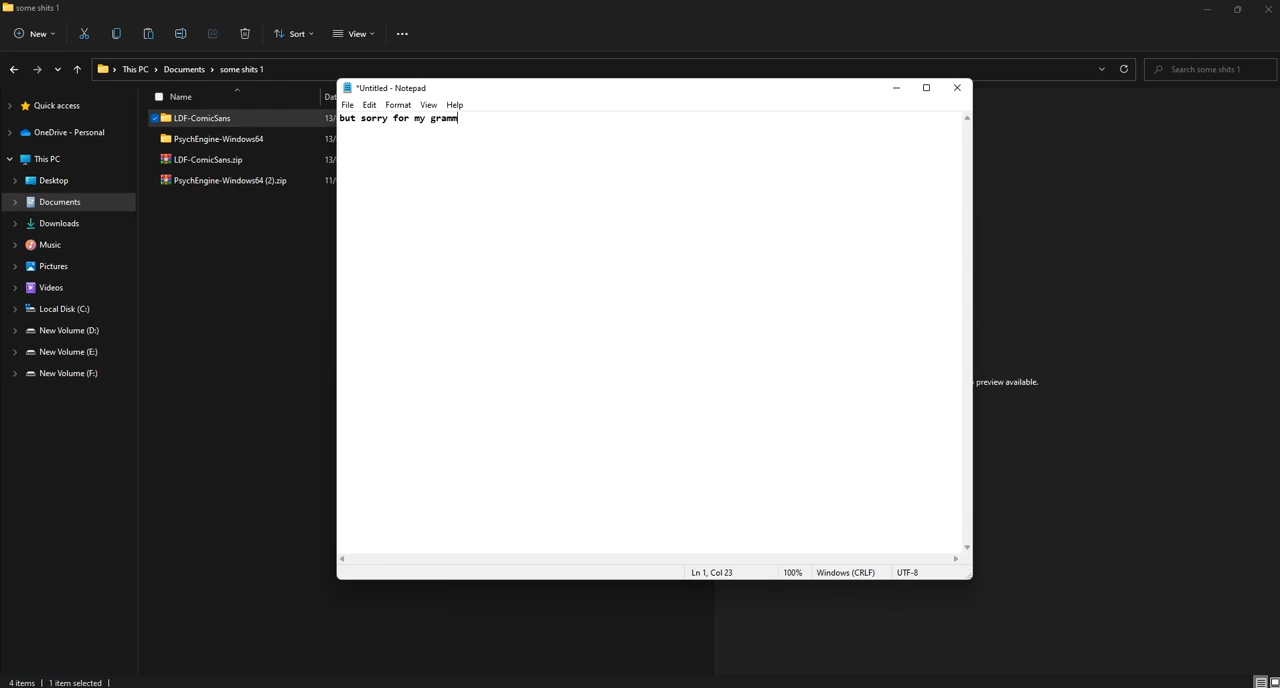 some shits 1
New
Sort
View
This PC > Documents > some shits 1
Search some shits 1
Quick access
OneDrive - Personal
This PC
Desktop
Documents
Downloads
Music
Pictures
Videos
Local Disk (C:)
New Volume (D:)
New Volume (E:)
New Volume (F:)
Name
LDF-ComicSans 13/
PsychEngine-Windows64 13/
LDF-ComicSans.zip 13/
PsychEngine-Windows64 (2).zip 11/
*Untitled - Notepad
File Edit Format View Help
but sorry for my gramm
Ln 1, Col 23 100% Windows (CRLF) UTF-8
preview available.
4 items | 1 item selected |